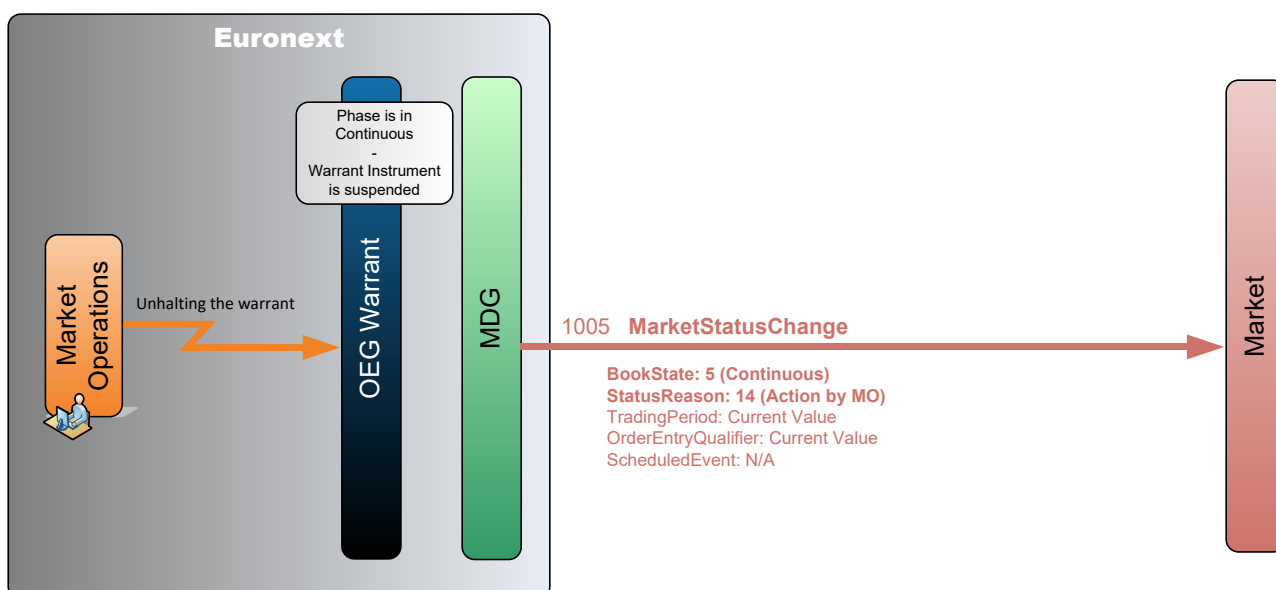 Euronext
Phase is in
Continuous
-
Warrant Instrument
is suspended
Market
Operations
Unhalting the warrant
OEG Warrant
MDG
1005 MarketStatusChange
BookState: 5 (Continuous)
StatusReason: 14 (Action by MO)
TradingPeriod: Current Value
OrderEntryQualifier: Current Value
ScheduledEvent: N/A
Market